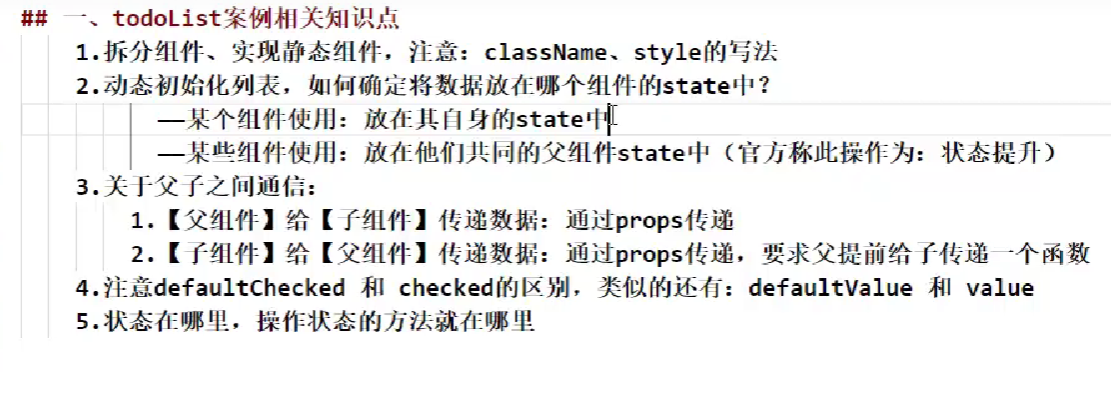 ## 一、todoList案例相关知识点
1.拆分组件、实现静态组件，注意：className、style的写法
2.动态初始化列表，如何确定将数据放在哪个组件的state中？
——某个组件使用：放在其自身的state中
——某些组件使用：放在他们共同的父组件state中（官方称此操作为：状态提升）
3.关于父子之间通信：
1.【父组件】给【子组件】传递数据：通过props传递
2.【子组件】给【父组件】传递数据：通过props传递，要求父提前给子传递一个函数
4.注意defaultChecked 和 checked的区别，类似的还有：defaultValue 和 value
5.状态在哪里，操作状态的方法就在哪里